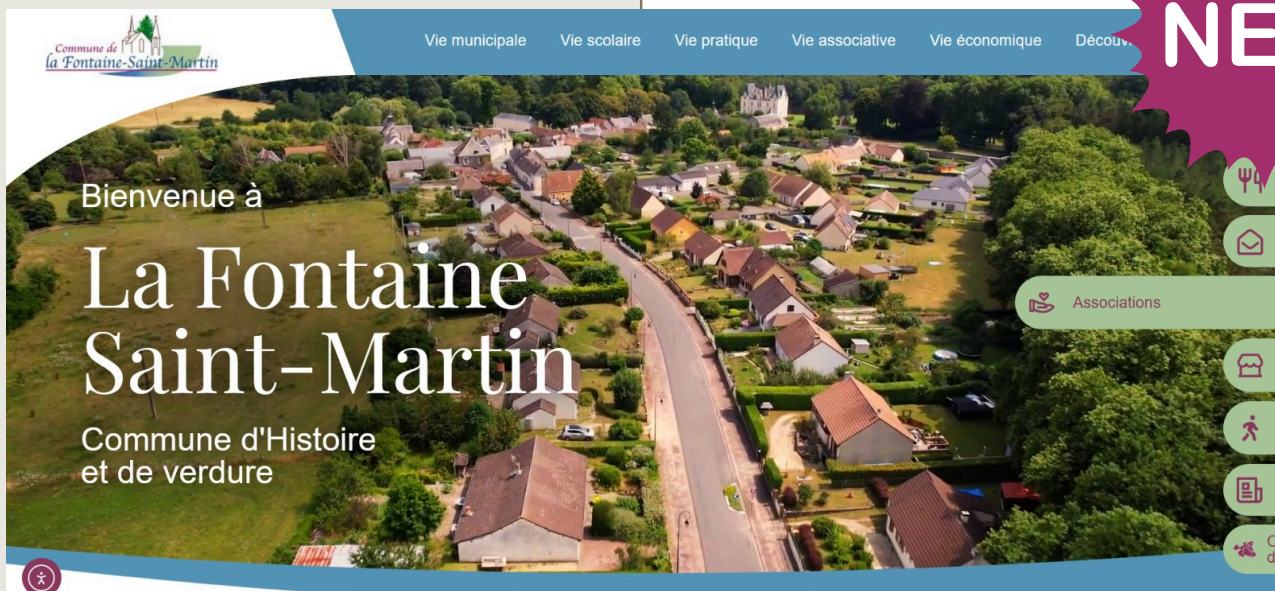 Commune de
la Fontaine-Saint-Martin
Vie municipale Vie scolaire Vie pratique Vie associative Vie économique
NE
Bienvenue à
La Fontaine
Saint-Martin
Commune d'Histoire
et de verdure
Associations